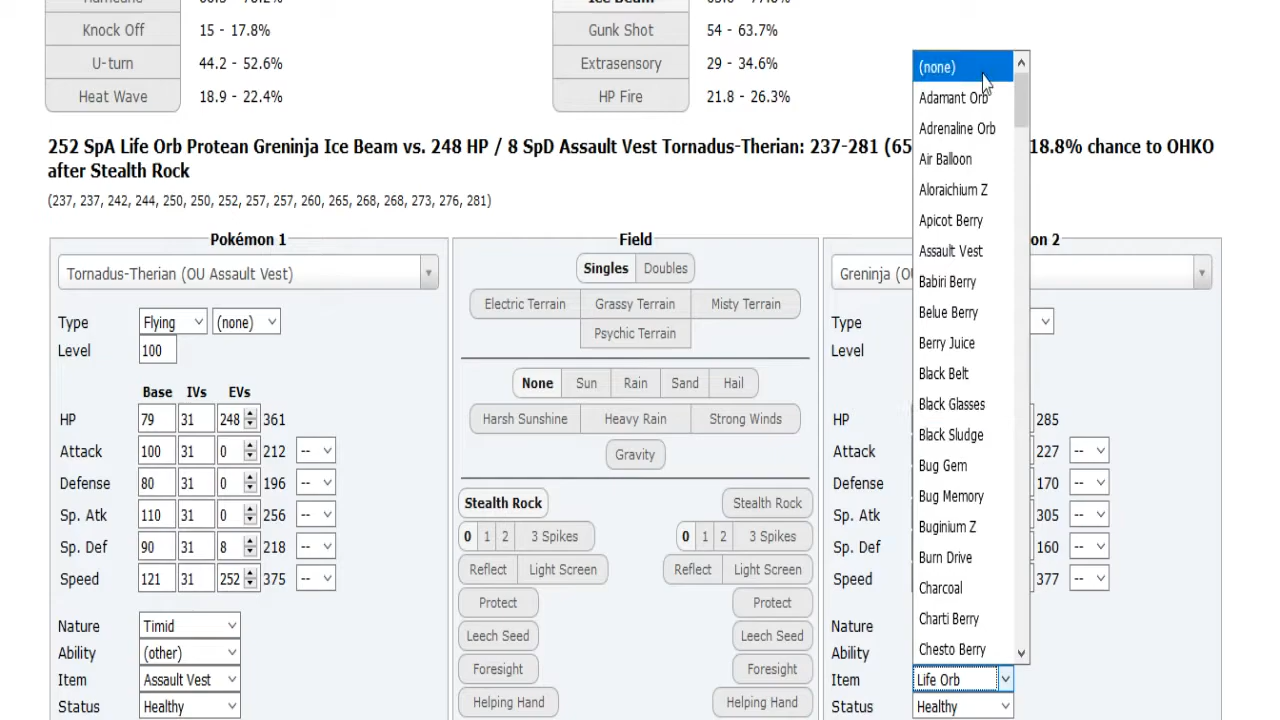 Knock Off 15 - 17.8% Gunk Shot 54 - 63.7%
U-turn 44.2 - 52.6% Extrasensory 29 - 34.6%
Heat Wave 18.9 - 22.4% HP Fire 21.8 - 26.3%
252 SpA Life Orb Protean Greninja Ice Beam vs. 248 HP / 8 SpD Assault Vest Tornadus-Therian: 237-281 (65 18.8% chance to OHKO
after Stealth Rock
(237, 237, 242, 244, 250, 250, 252, 257, 257, 260, 265, 268, 268, 273, 276, 281)
Pokémon 1
Tornadus-Therian (OU Assault Vest)
Type Flying (none)
Level 100
Base IVs EVs
HP 79 31 248 361
Attack 100 31 0 212 --
Defense 80 31 0 196 --
Sp. Atk 110 31 0 256 --
Sp. Def 90 31 8 218 --
Speed 121 31 252 375 --
Nature Timid
Ability (other)
Item Assault Vest
Status Healthy
Field
Singles Doubles
Electric Terrain Grassy Terrain Misty Terrain
Psychic Terrain
None Sun Rain Sand Hail
Harsh Sunshine Heavy Rain Strong Winds
Gravity
Stealth Rock Stealth Rock
0 1 2 3 Spikes 0 1 2 3 Spikes
Reflect Light Screen Reflect Light Screen
Protect Protect
Leech Seed Leech Seed
Foresight Foresight
Helping Hand Helping Hand
on 2
Greninja (OU
Type
Level
HP 285
Attack 227 --
Defense 170 --
Sp. Atk 305 --
Sp. Def 160 --
Speed 377 --
Nature
Ability
Item Life Orb
Status Healthy
(none)
Adamant Orb
Adrenaline Orb
Air Balloon
Aloraichium Z
Apicot Berry
Assault Vest
Babiri Berry
Belue Berry
Berry Juice
Black Belt
Black Glasses
Black Sludge
Bug Gem
Bug Memory
Buginium Z
Burn Drive
Charcoal
Charti Berry
Chesto Berry